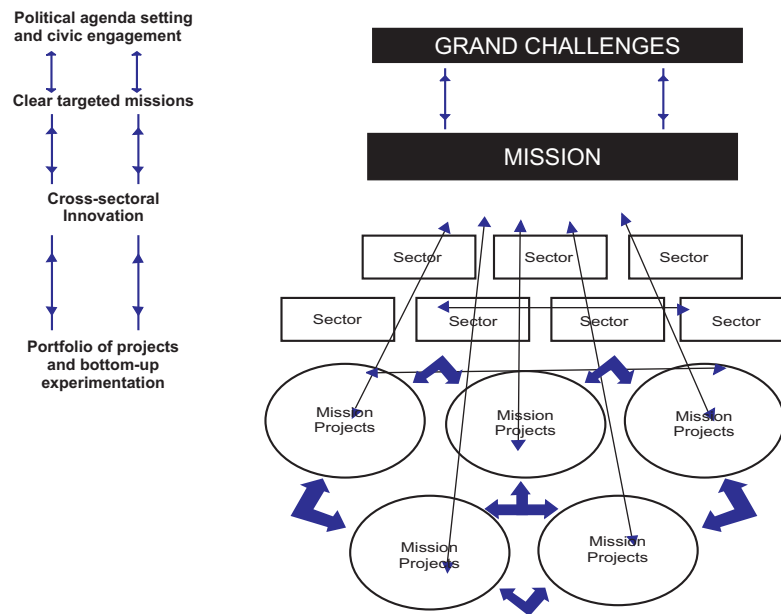 Political agenda setting
and civic engagement
GRAND CHALLENGES
Clear targeted missions
MISSION
Cross-sectoral
Innovation
Sector
Sector
Sector
Sector
Sector
Sector
Sector
Portfolio of projects
and bottom-up
experimentation
Mission
Projects
Mission
Projects
Mission
Projects
Mission
Projects
Mission
Projects